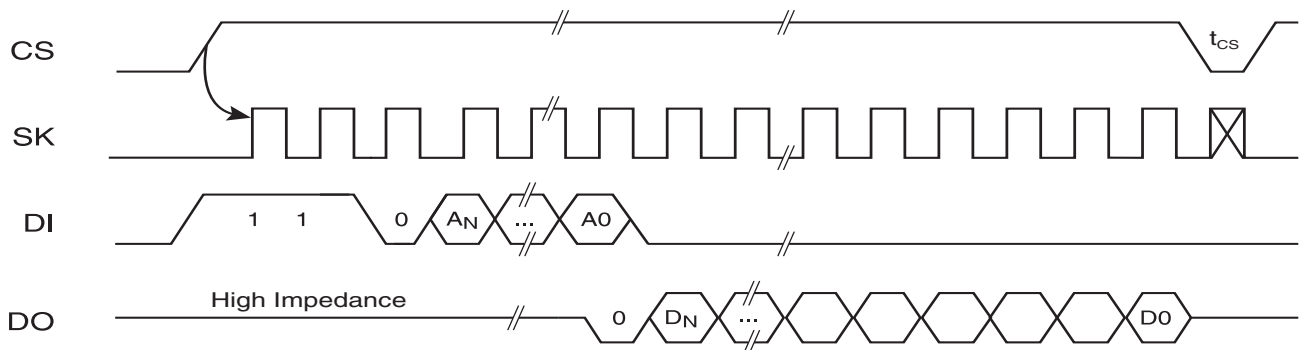 CS
t_CS
SK
DI
1 1 0 A_N ... A0
DO
High Impedance
0 D_N ... D0